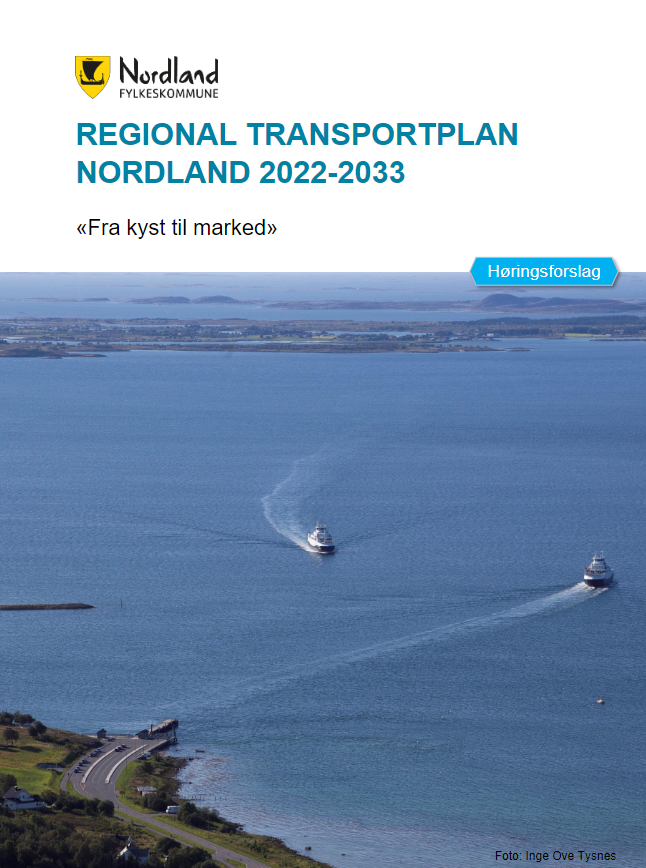 Nordland
FYLKESKOMMUNE
REGIONAL TRANSPORTPLAN
NORDLAND 2022-2033
«Fra kyst til marked»
Høringsforslag
Foto: Inge Ove Tysnes